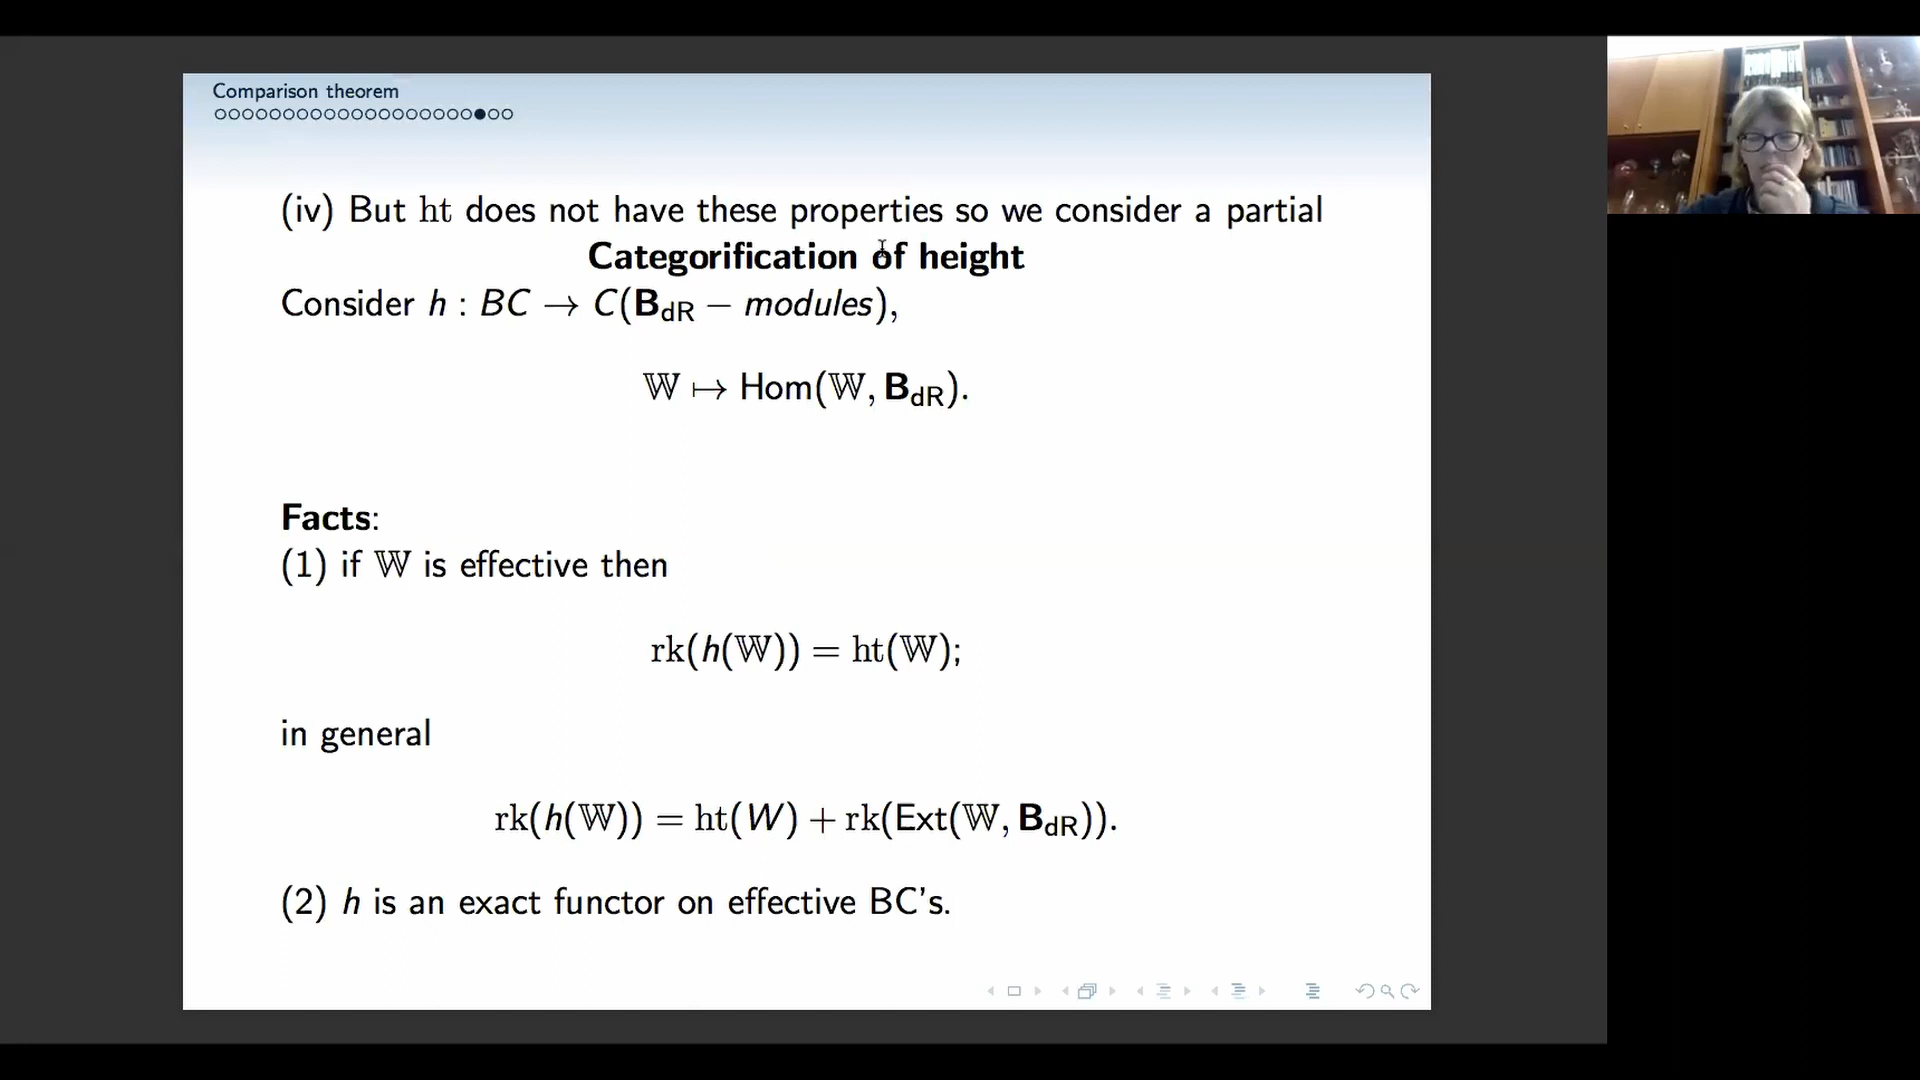 Comparison theorem
(iv) But ht does not have these properties so we consider a partial
Categorification of height
Consider h : BC → C(B_dR − modules),
𝕎 ↦ Hom(𝕎, B_dR).
Facts:
(1) if 𝕎 is effective then
rk(h(𝕎)) = ht(𝕎);
in general
rk(h(𝕎)) = ht(W) + rk(Ext(𝕎, B_dR)).
(2) h is an exact functor on effective BC's.